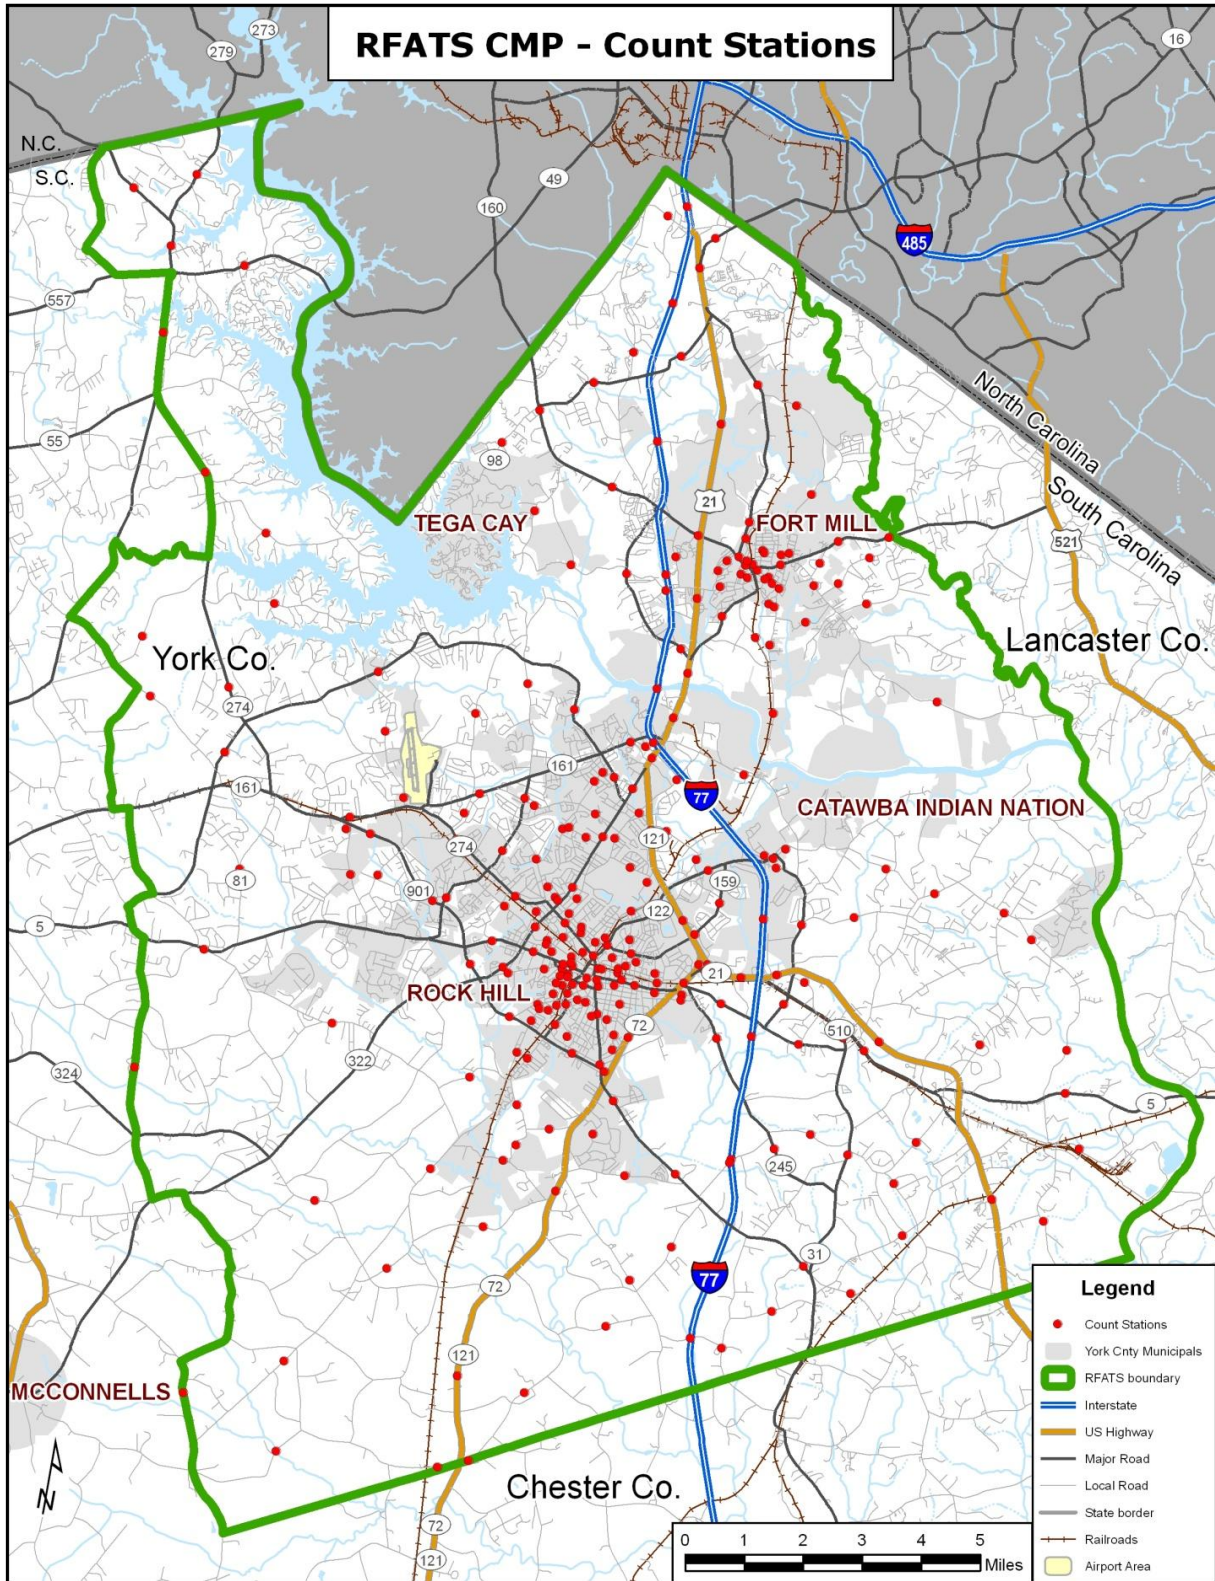 RFATS CMP - Count Stations
273
279
16
N.C.
S.C.
49
160
485
557
North Carolina
55
98
21
South Carolina
TEGA CAY
FORT MILL
521
York Co.
Lancaster Co.
274
161
161
77
CATAWBA INDIAN NATION
121
274
81
901
159
122
5
21
ROCK HILL
72
510
322
324
5
245
31
77
72
121
MCCONNELLS
N
Chester Co.
72
121
0 1 2 3 4 5
Miles
Legend
Count Stations
York Cnty Municipals
RFATS boundary
Interstate
US Highway
Major Road
Local Road
State border
Railroads
Airport Area